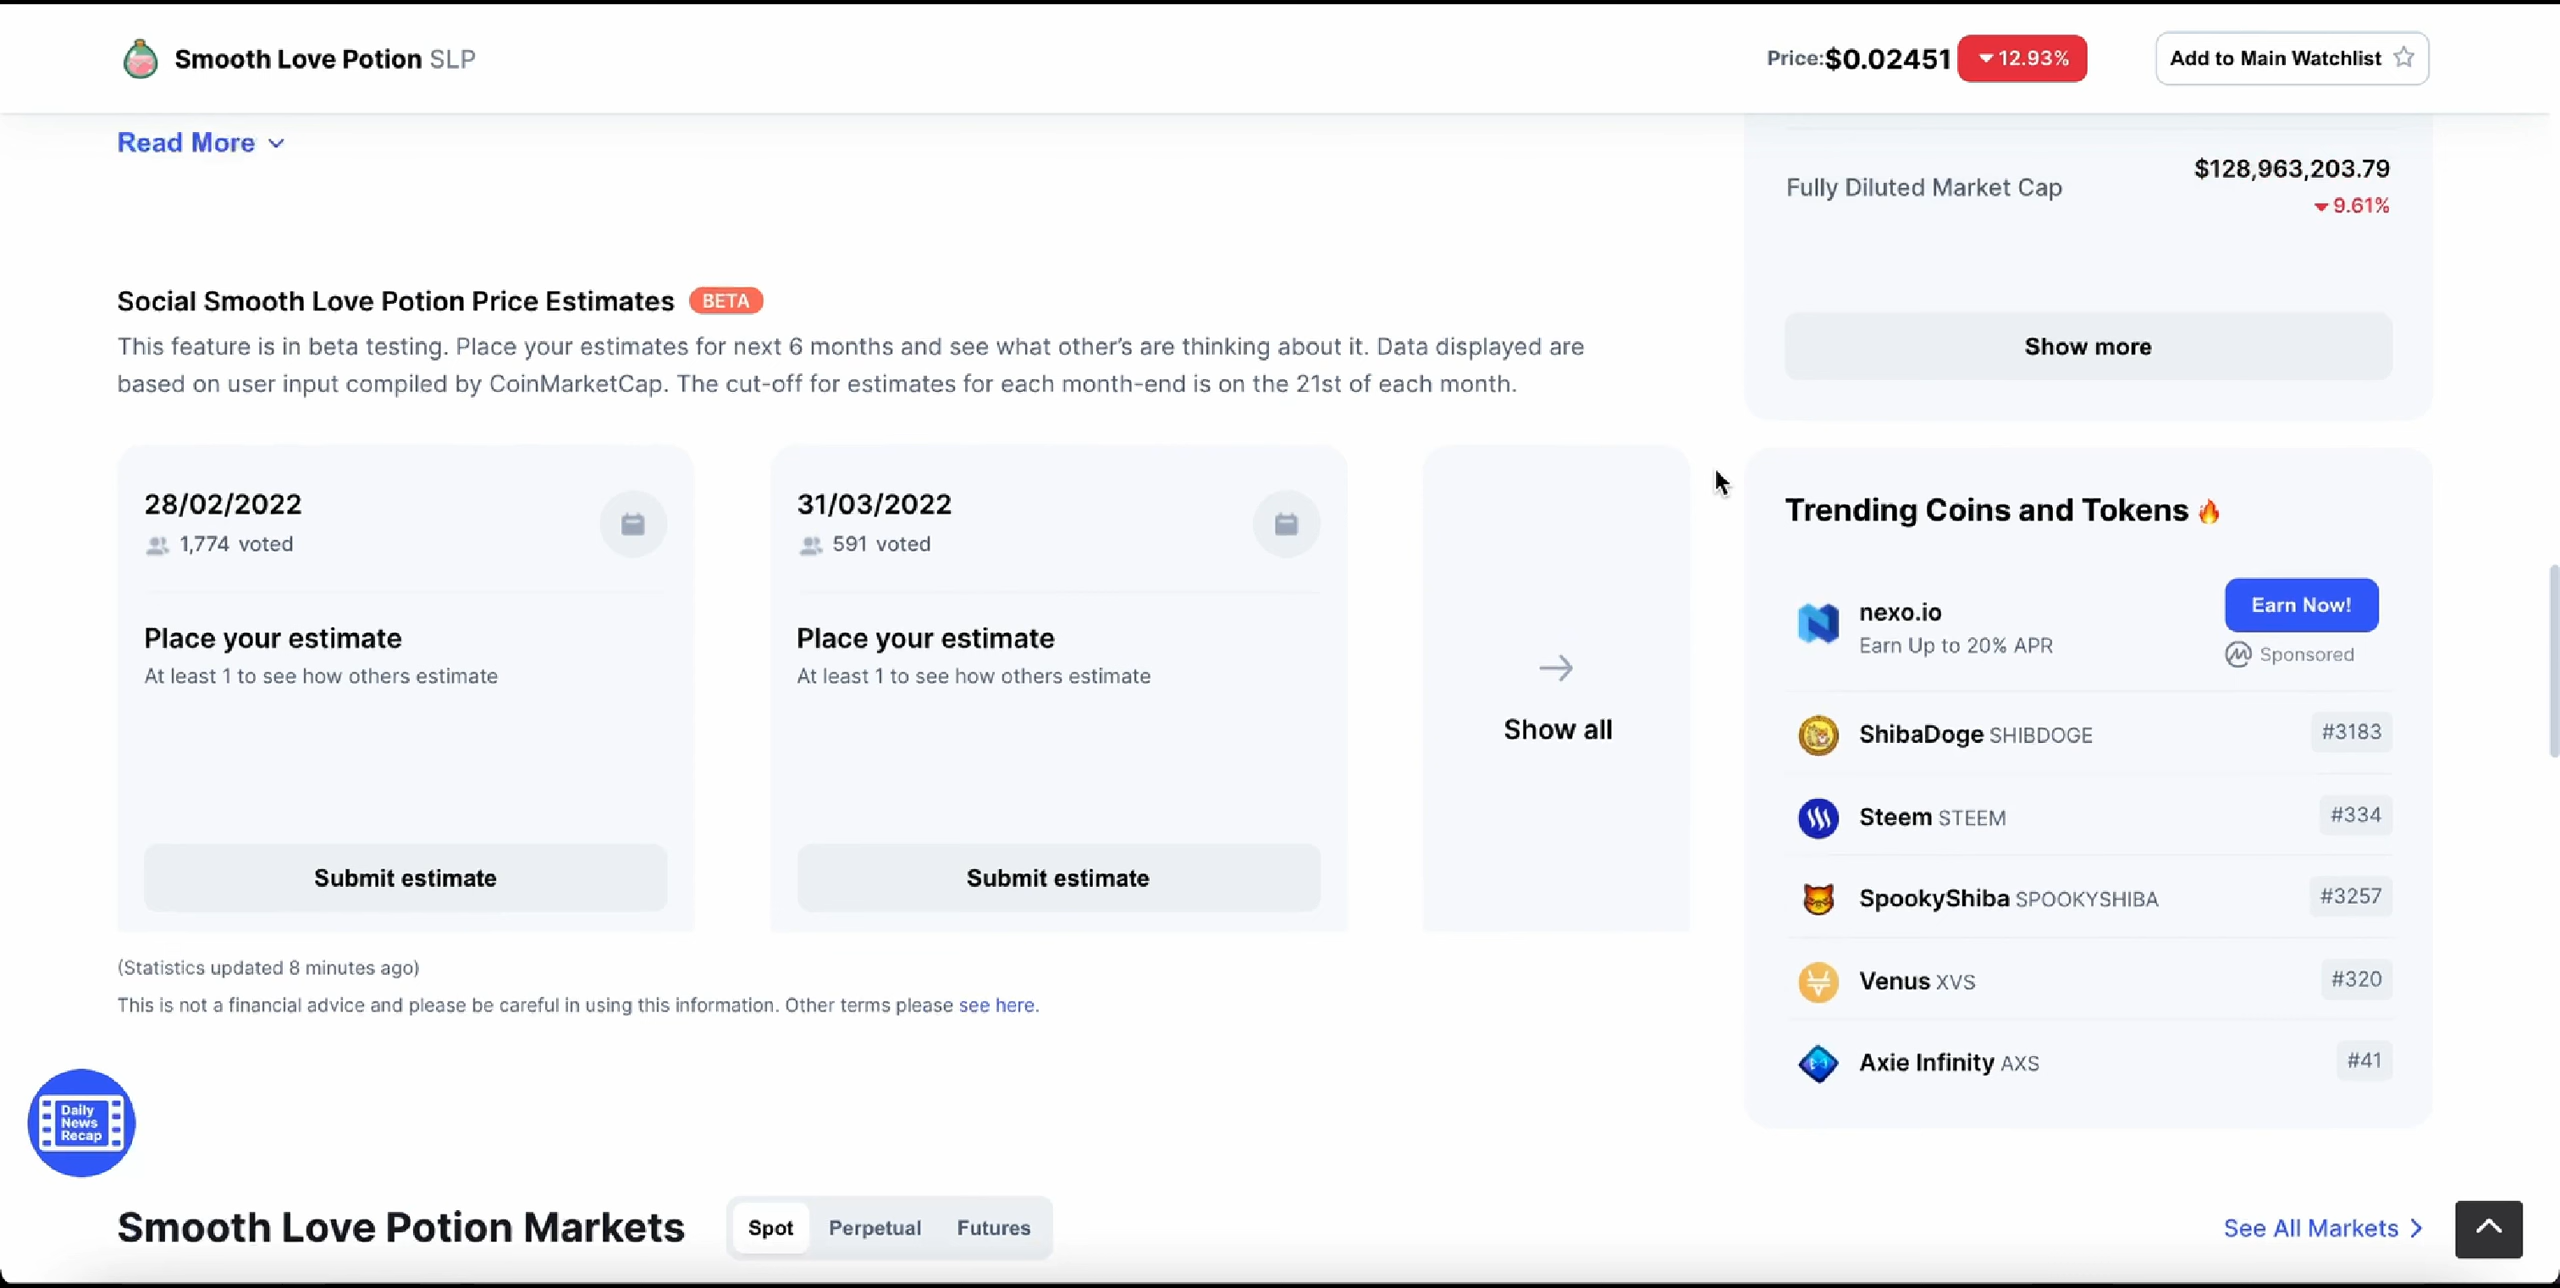 Smooth Love Potion SLP
Price:$0.02451 12.93%
Add to Main Watchlist
Read More
Fully Diluted Market Cap
$128,963,203.79
9.61%
Show more
Social Smooth Love Potion Price Estimates BETA
This feature is in beta testing. Place your estimates for next 6 months and see what other’s are thinking about it. Data displayed are
based on user input compiled by CoinMarketCap. The cut-off for estimates for each month-end is on the 21st of each month.
28/02/2022
1,774 voted
Place your estimate
At least 1 to see how others estimate
Submit estimate
31/03/2022
591 voted
Place your estimate
At least 1 to see how others estimate
Submit estimate
Show all
(Statistics updated 8 minutes ago)
This is not a financial advice and please be careful in using this information. Other terms please see here.
Trending Coins and Tokens
nexo.io
Earn Up to 20% APR
Earn Now!
Sponsored
ShibaDoge SHIBDOGE #3183
Steem STEEM #334
SpookyShiba SPOOKYSHIBA #3257
Venus XVS #320
Axie Infinity AXS #41
Daily
News
Recap
Smooth Love Potion Markets
Spot Perpetual Futures
See All Markets